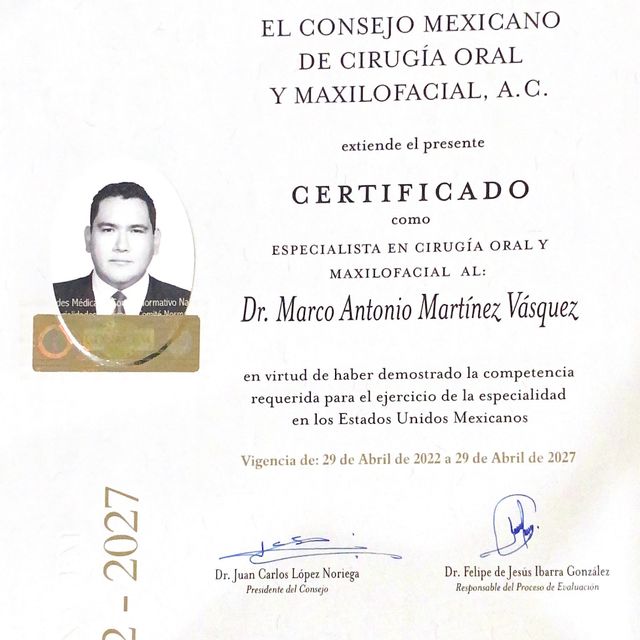 EL CONSEJO MEXICANO
DE CIRUGÍA ORAL
Y MAXILOFACIAL, A.C.
extiende el presente
CERTIFICADO
como
ESPECIALISTA EN CIRUGÍA ORAL Y
MAXILOFACIAL AL:
Dr. Marco Antonio Martínez Vásquez
en virtud de haber demostrado la competencia
requerida para el ejercicio de la especialidad
en los Estados Unidos Mexicanos
Vigencia de: 29 de Abril de 2022 a 29 de Abril de 2027
Dr. Juan Carlos López Noriega
Presidente del Consejo
Dr. Felipe de Jesús Ibarra González
Responsable del Proceso de Evaluación
2 - 2027